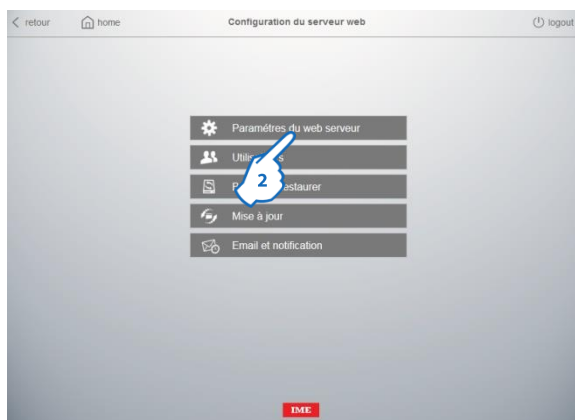 retour
home
Configuration du serveur web
logout
Paramétres du web serveur
2
Mise à jour
Email et notification
IME